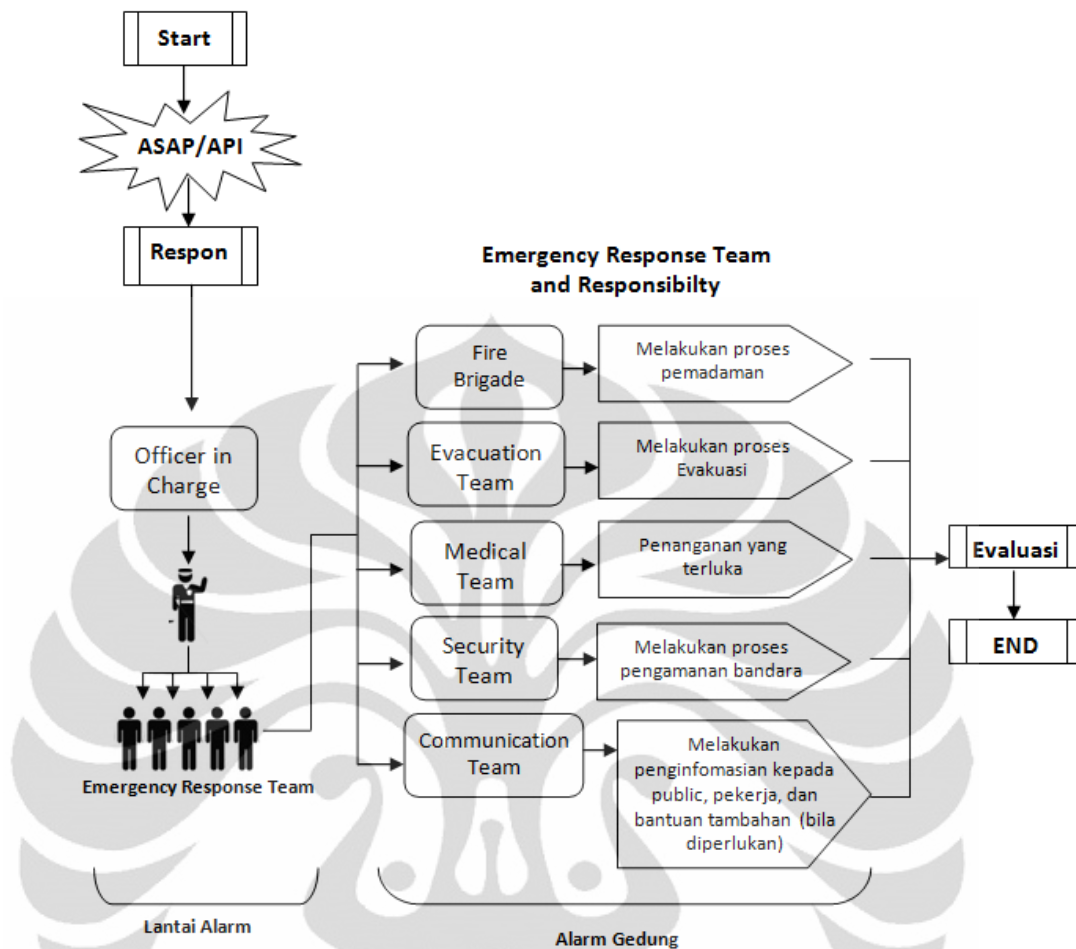 Start
ASAP/API
Respon
Emergency Response Team
and Responsibilty
Officer in
Charge
Emergency Response Team
Fire
Brigade
Melakukan proses
pemadaman
Evacuation
Team
Melakukan proses
Evakuasi
Medical
Team
Penanganan yang
terluka
Security
Team
Melakukan proses
pengamanan bandara
Communication
Team
Melakukan
penginfomasian kepada
public, pekerja, dan
bantuan tambahan (bila
diperlukan)
Evaluasi
END
Lantai Alarm
Alarm Gedung